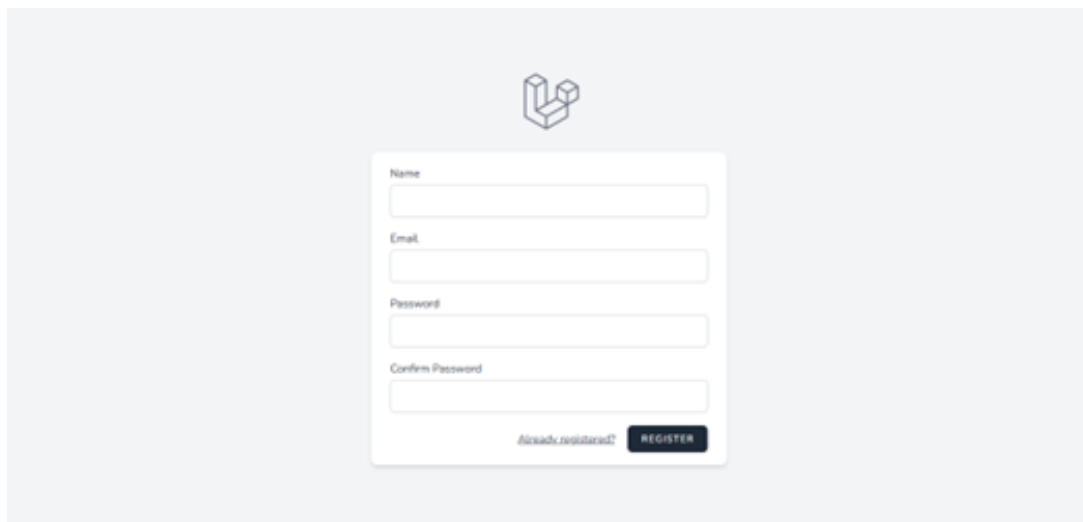 Name
Email
Password
Confirm Password
Already registered? REGISTER